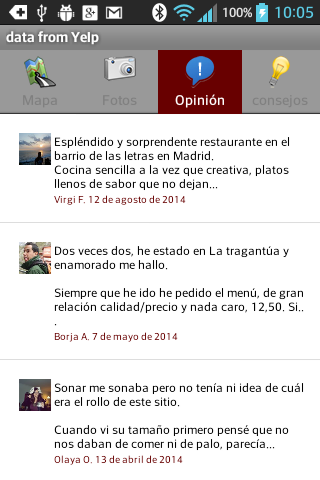 100% 10:05
data from Yelp
Mapa Fotos Opinión consejos
Espléndido y sorprendente restaurante en el
barrio de las letras en Madrid.
Cocina sencilla a la vez que creativa, platos
llenos de sabor que no dejan...
Virgi F. 12 de agosto de 2014
Dos veces dos, he estado en La tragantúa y
enamorado me hallo.
Siempre que he ido he pedido el menú, de gran
relación calidad/precio y nada caro, 12,50. Si..
.
Borja A. 7 de mayo de 2014
Sonar me sonaba pero no tenía ni idea de cuál
era el rollo de este sitio.
Cuando vi su tamaño primero pensé que no
nos daban de comer ni de palo, parecía...
Olaya O. 13 de abril de 2014